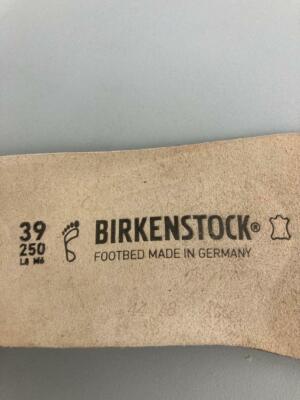 39
250
L8 M6
BIRKENSTOCK®
FOOTBED MADE IN GERMANY